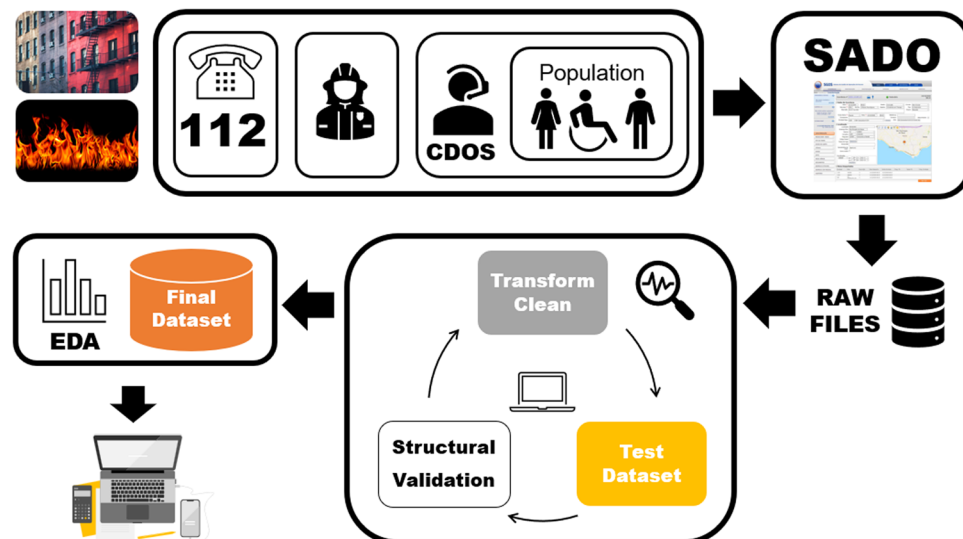 112
CDOS
Population
SADO
RAW
FILES
Transform
Clean
Test
Dataset
Structural
Validation
Final
Dataset
EDA